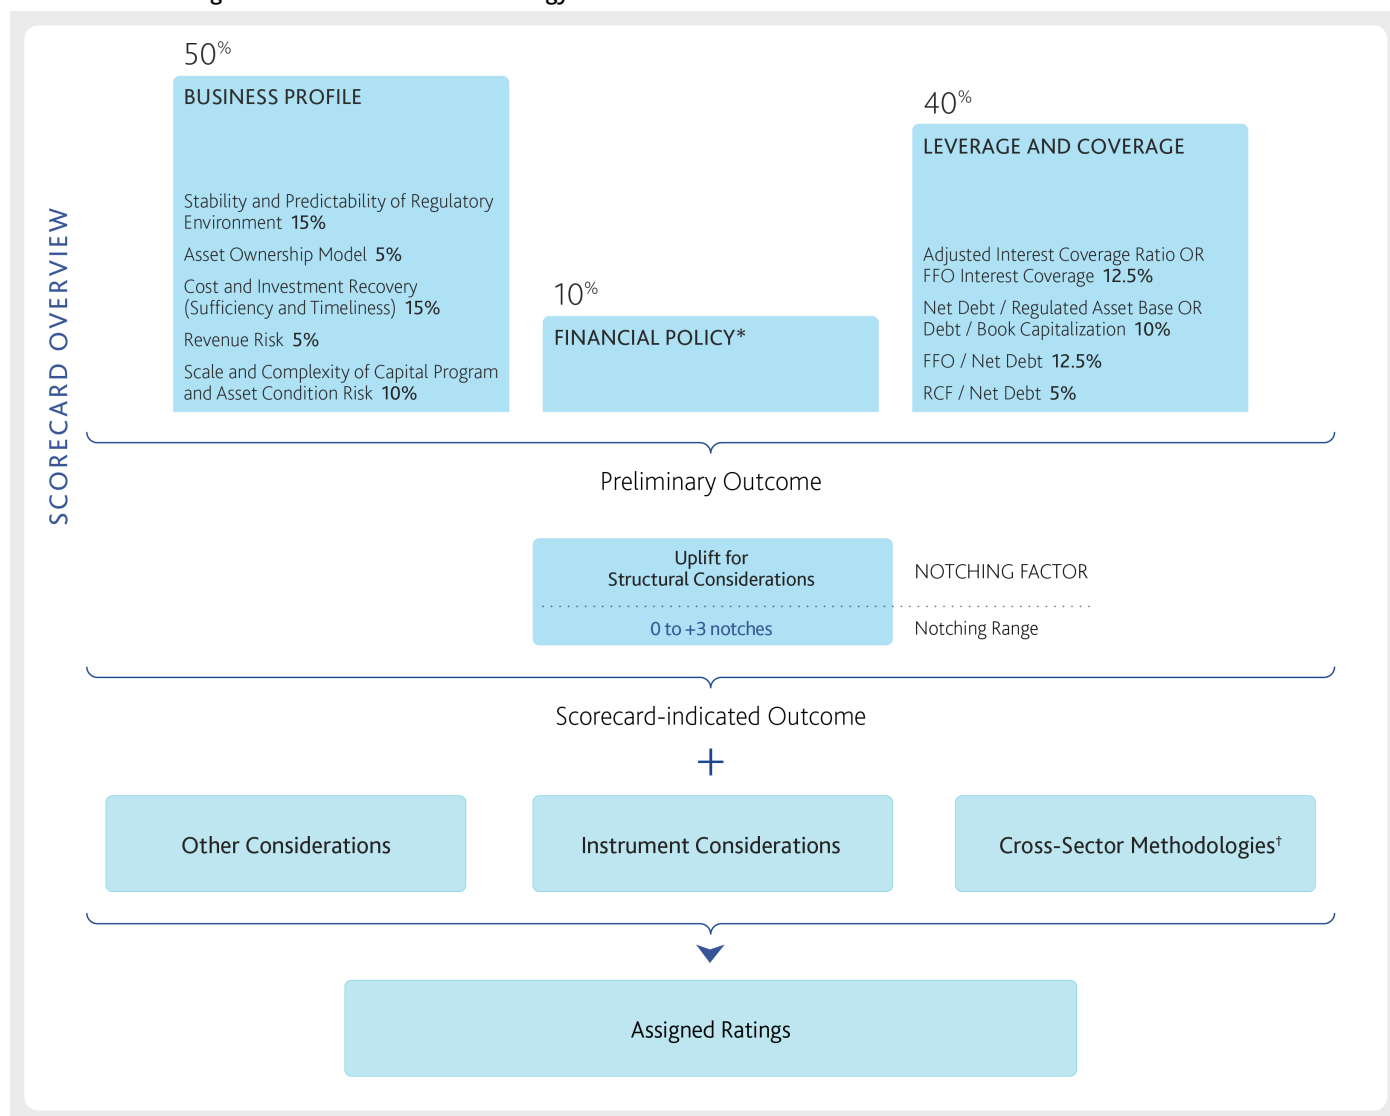 50%
BUSINESS PROFILE
Stability and Predictability of Regulatory
Environment 15%
Asset Ownership Model 5%
Cost and Investment Recovery
(Sufficiency and Timeliness) 15%
Revenue Risk 5%
Scale and Complexity of Capital Program
and Asset Condition Risk 10%
10%
FINANCIAL POLICY*
40%
LEVERAGE AND COVERAGE
Adjusted Interest Coverage Ratio OR
FFO Interest Coverage 12.5%
Net Debt / Regulated Asset Base OR
Debt / Book Capitalization 10%
FFO / Net Debt 12.5%
RCF / Net Debt 5%
SCORECARD OVERVIEW
Preliminary Outcome
Uplift for
Structural Considerations
NOTCHING FACTOR
0 to +3 notches
Notching Range
Scorecard-indicated Outcome
+
Other Considerations
Instrument Considerations
Cross-Sector Methodologies†
Assigned Ratings